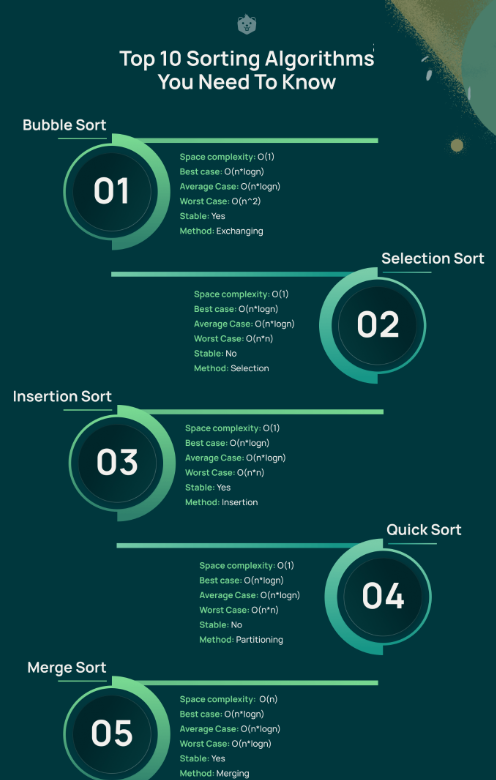 Top 10 Sorting Algorithms
You Need To Know
Bubble Sort
01
Space complexity: O(1)
Best case: O(n*logn)
Average Case: O(n*logn)
Worst Case: O(n^2)
Stable: Yes
Method: Exchanging
Selection Sort
02
Space complexity: O(1)
Best case: O(n*logn)
Average Case: O(n*logn)
Worst Case: O(n*n)
Stable: No
Method: Selection
Insertion Sort
03
Space complexity: O(1)
Best case: O(n*logn)
Average Case: O(n*logn)
Worst Case: O(n*n)
Stable: Yes
Method: Insertion
Quick Sort
04
Space complexity: O(1)
Best case: O(n*logn)
Average Case: O(n*logn)
Worst Case: O(n*n)
Stable: No
Method: Partitioning
Merge Sort
05
Space complexity: O(n)
Best case: O(n*logn)
Average Case: O(n*logn)
Worst Case: O(n*logn)
Stable: Yes
Method: Merging